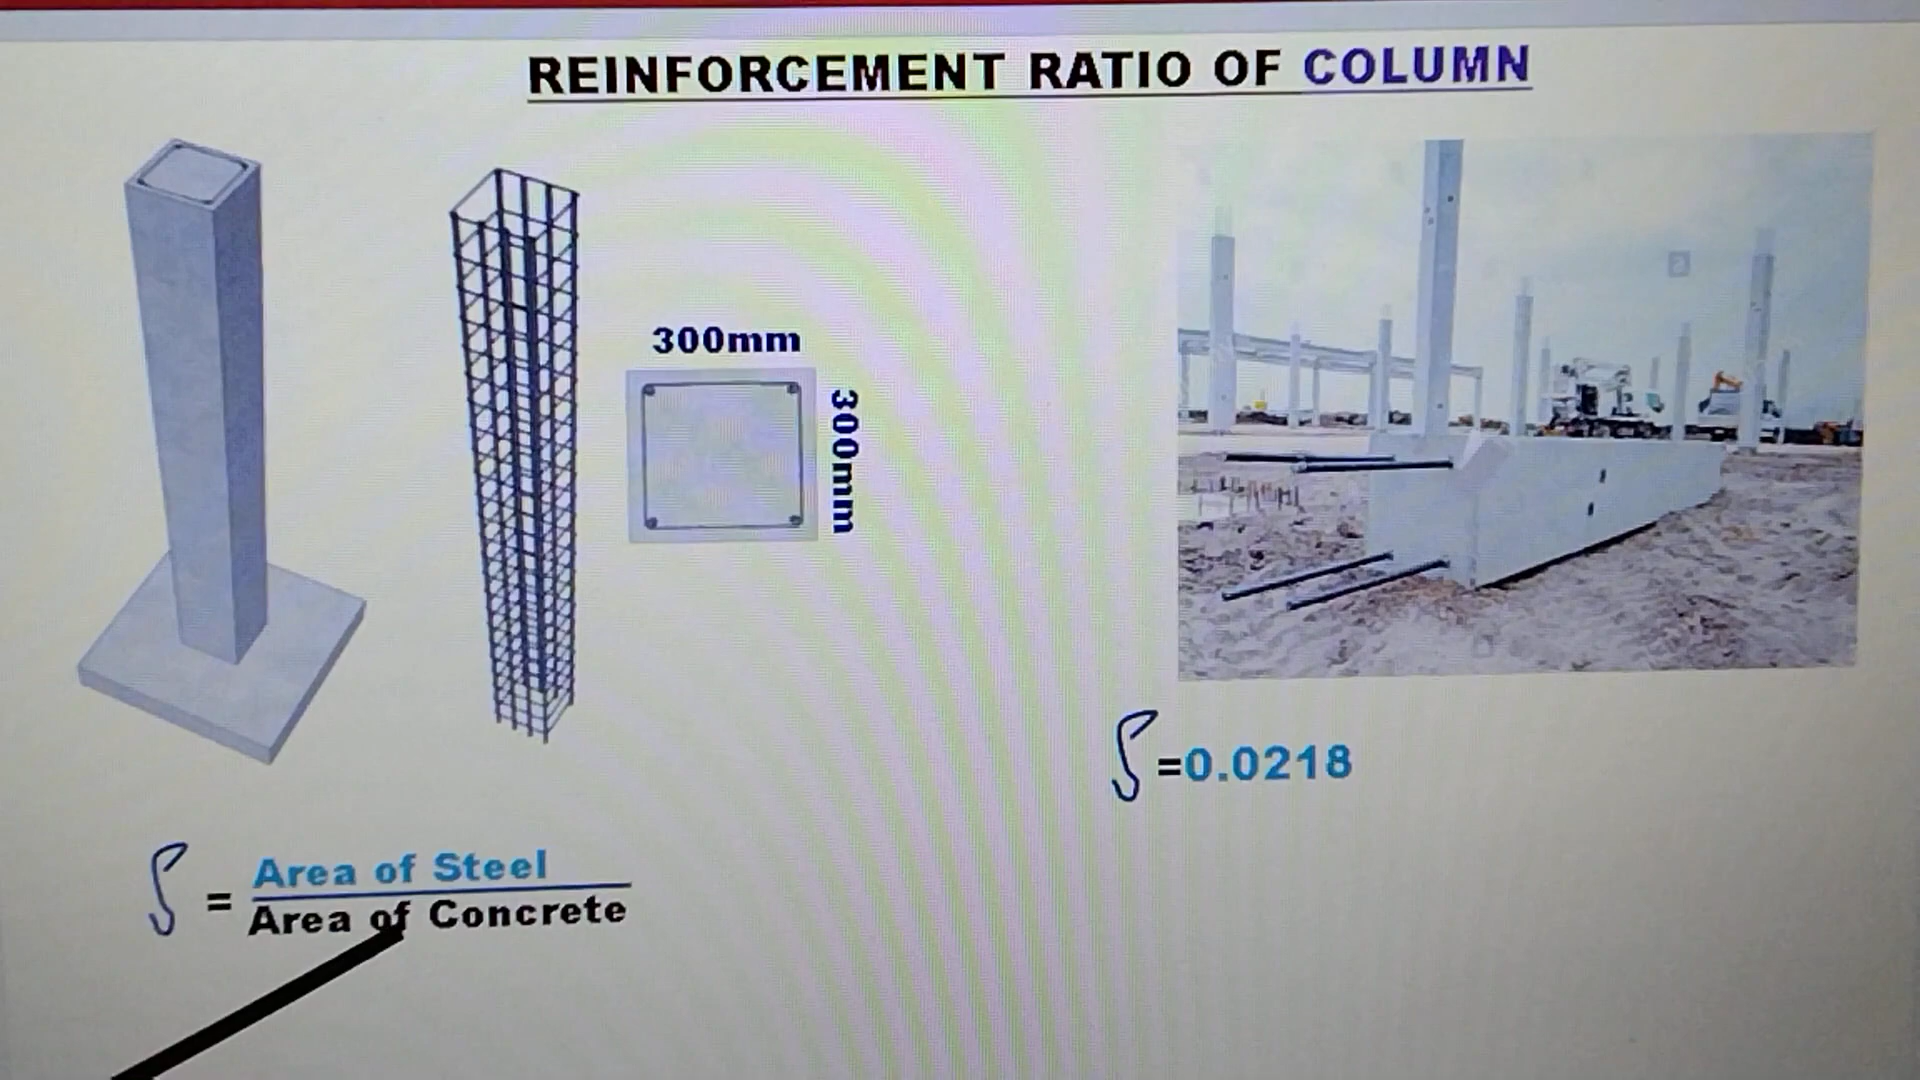 REINFORCEMENT RATIO OF COLUMN
300mm
300mm
=0.0218
= Area of Steel
Area of Concrete